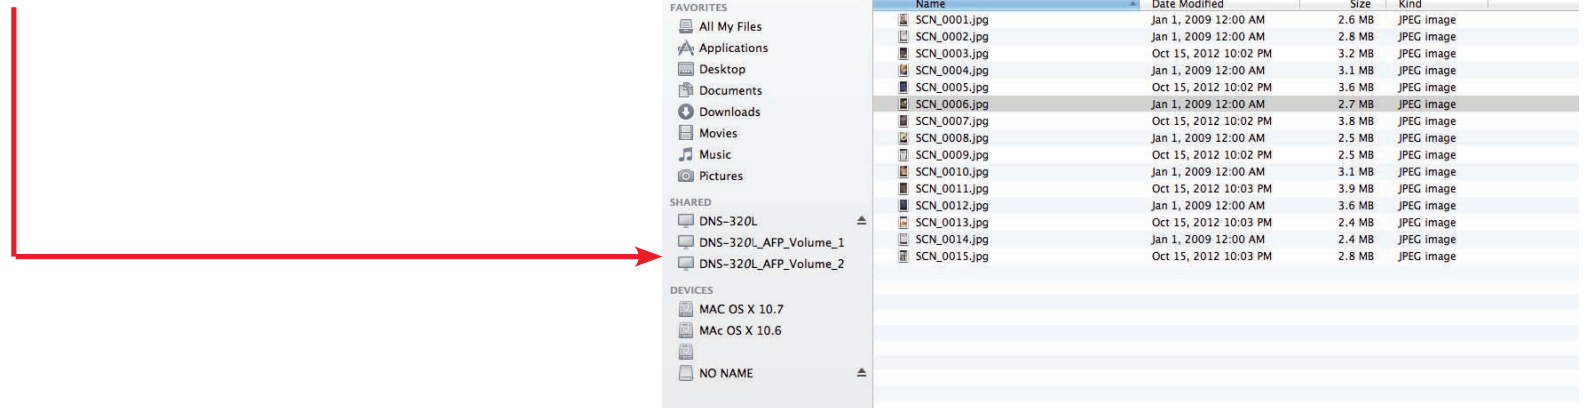 FAVORITES
All My Files
Applications
Desktop
Documents
Downloads
Movies
Music
Pictures
SHARED
DNS-320L
DNS-320L_AFP_Volume_1
DNS-320L_AFP_Volume_2
DEVICES
MAC OS X 10.7
MAc OS X 10.6
NO NAME
Name Date Modified Size Kind
SCN_0001.jpg Jan 1, 2009 12:00 AM 2.6 MB JPEG image
SCN_0002.jpg Jan 1, 2009 12:00 AM 2.8 MB JPEG image
SCN_0003.jpg Oct 15, 2012 10:02 PM 3.2 MB JPEG image
SCN_0004.jpg Jan 1, 2009 12:00 AM 3.1 MB JPEG image
SCN_0005.jpg Oct 15, 2012 10:02 PM 3.6 MB JPEG image
SCN_0006.jpg Jan 1, 2009 12:00 AM 2.7 MB JPEG image
SCN_0007.jpg Oct 15, 2012 10:02 PM 3.8 MB JPEG image
SCN_0008.jpg Jan 1, 2009 12:00 AM 2.5 MB JPEG image
SCN_0009.jpg Oct 15, 2012 10:02 PM 2.5 MB JPEG image
SCN_0010.jpg Jan 1, 2009 12:00 AM 3.1 MB JPEG image
SCN_0011.jpg Oct 15, 2012 10:03 PM 3.9 MB JPEG image
SCN_0012.jpg Jan 1, 2009 12:00 AM 3.6 MB JPEG image
SCN_0013.jpg Oct 15, 2012 10:03 PM 2.4 MB JPEG image
SCN_0014.jpg Jan 1, 2009 12:00 AM 2.4 MB JPEG image
SCN_0015.jpg Oct 15, 2012 10:03 PM 2.8 MB JPEG image